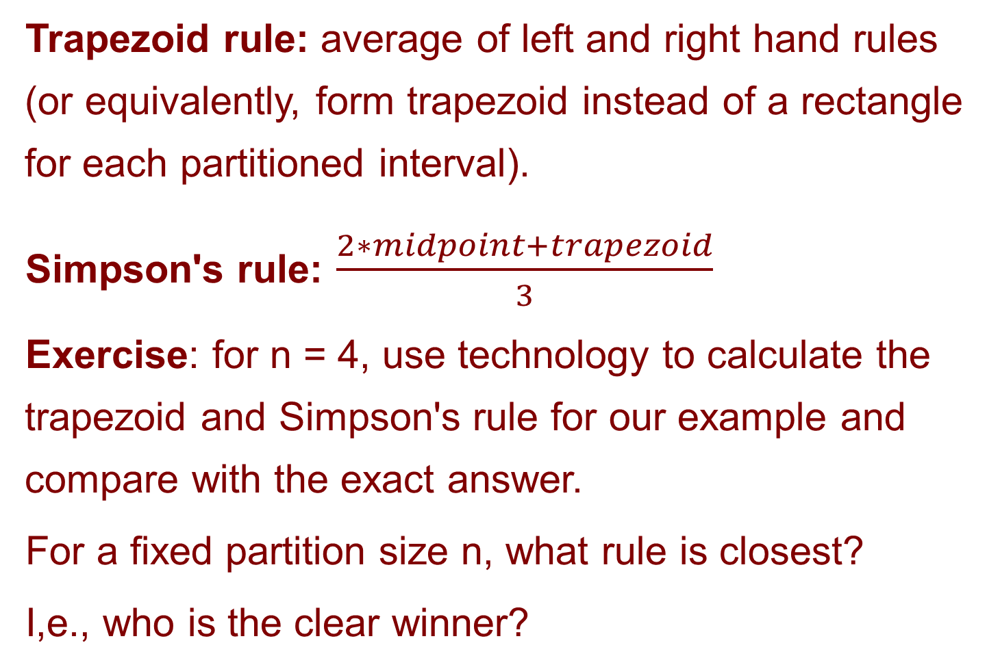 Trapezoid rule: average of left and right hand rules
(or equivalently, form trapezoid instead of a rectangle
for each partitioned interval).
Simpson's rule: \frac{2*midpoint+trapezoid}{3}
Exercise: for n = 4, use technology to calculate the
trapezoid and Simpson's rule for our example and
compare with the exact answer.
For a fixed partition size n, what rule is closest?
I,e., who is the clear winner?